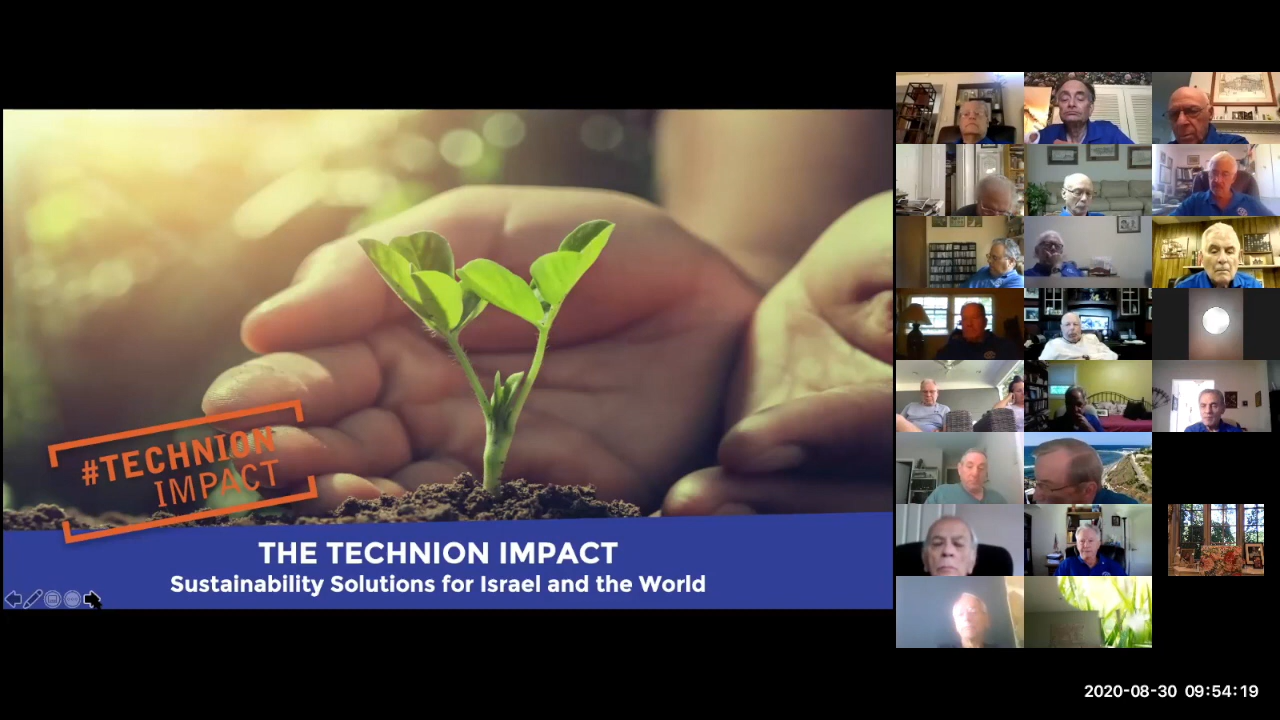 #TECHNION
IMPACT
THE TECHNION IMPACT
Sustainability Solutions for Israel and the World
2020-08-30 09:54:19